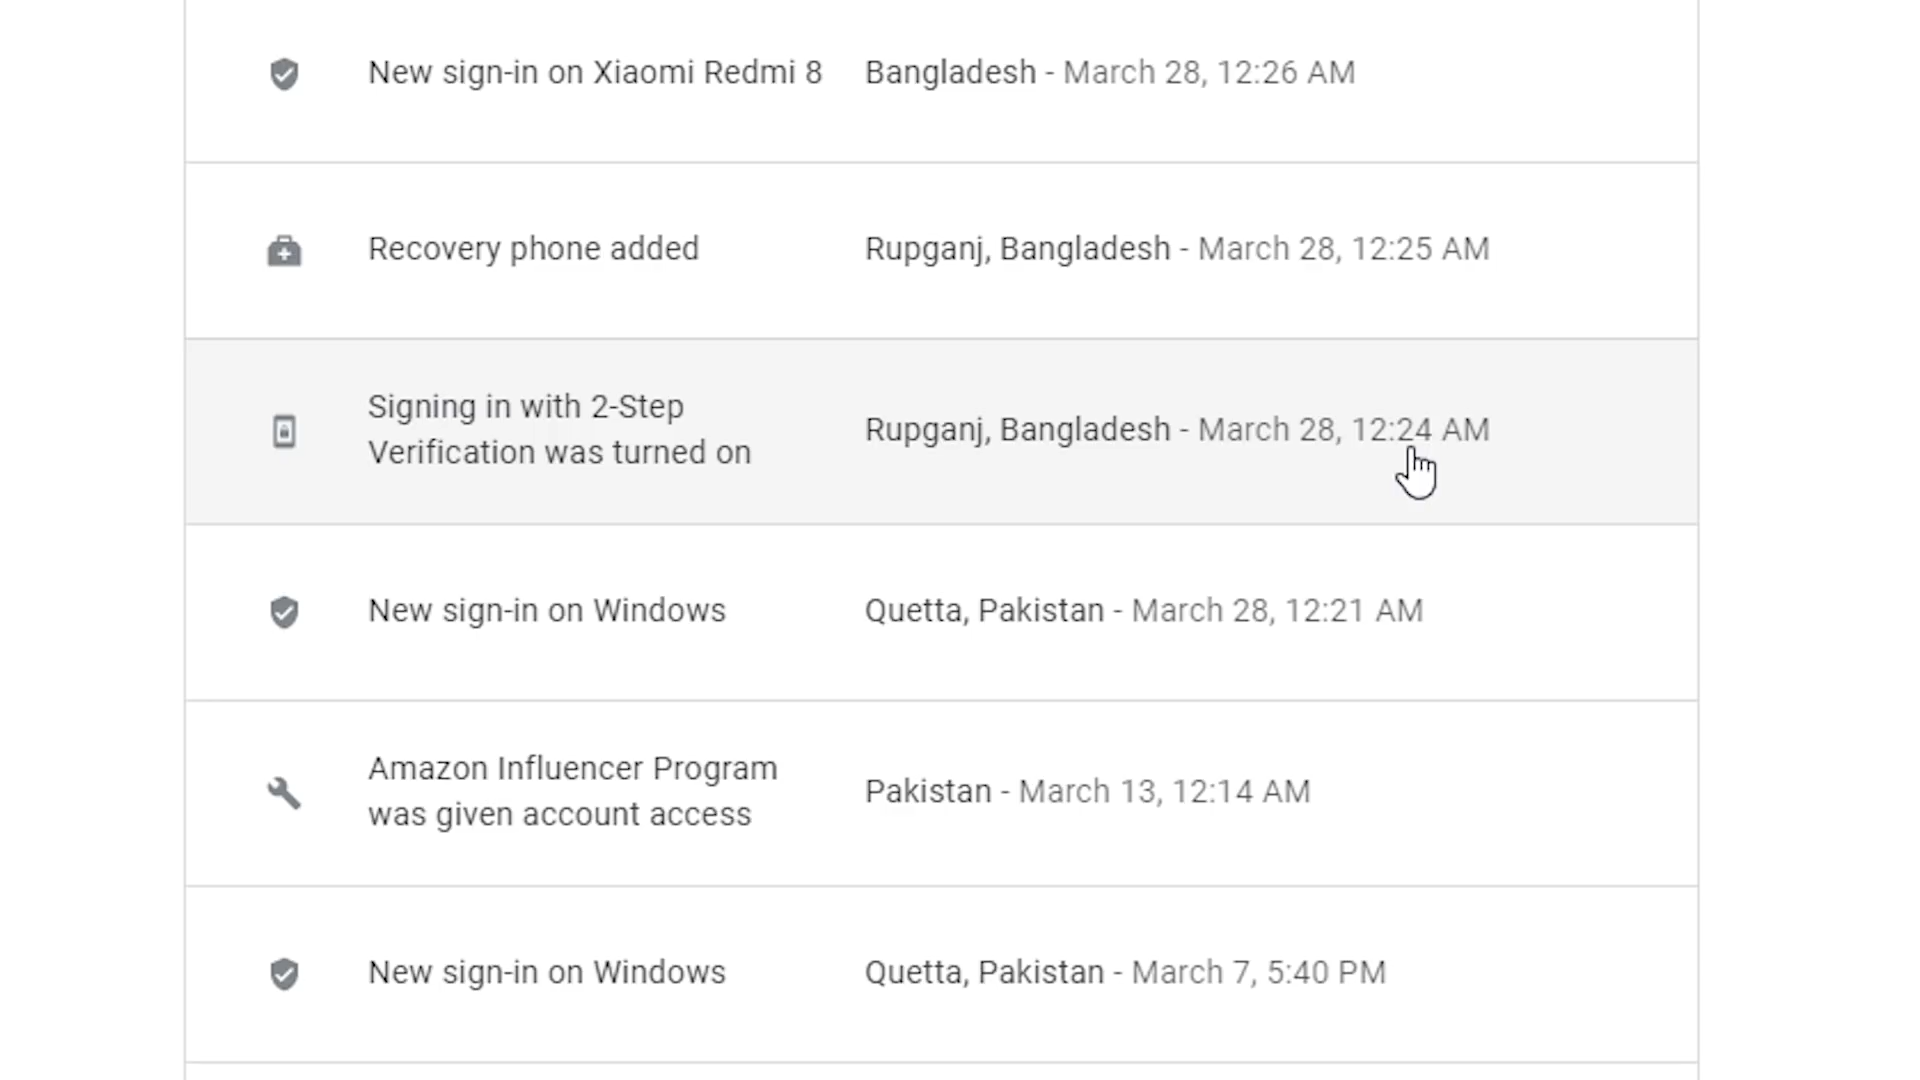 New sign-in on Xiaomi Redmi 8 Bangladesh - March 28, 12:26 AM
Recovery phone added Rupganj, Bangladesh - March 28, 12:25 AM
Signing in with 2-Step
Verification was turned on
Rupganj, Bangladesh - March 28, 12:24 AM
New sign-in on Windows Quetta, Pakistan - March 28, 12:21 AM
Amazon Influencer Program
was given account access
Pakistan - March 13, 12:14 AM
New sign-in on Windows Quetta, Pakistan - March 7, 5:40 PM